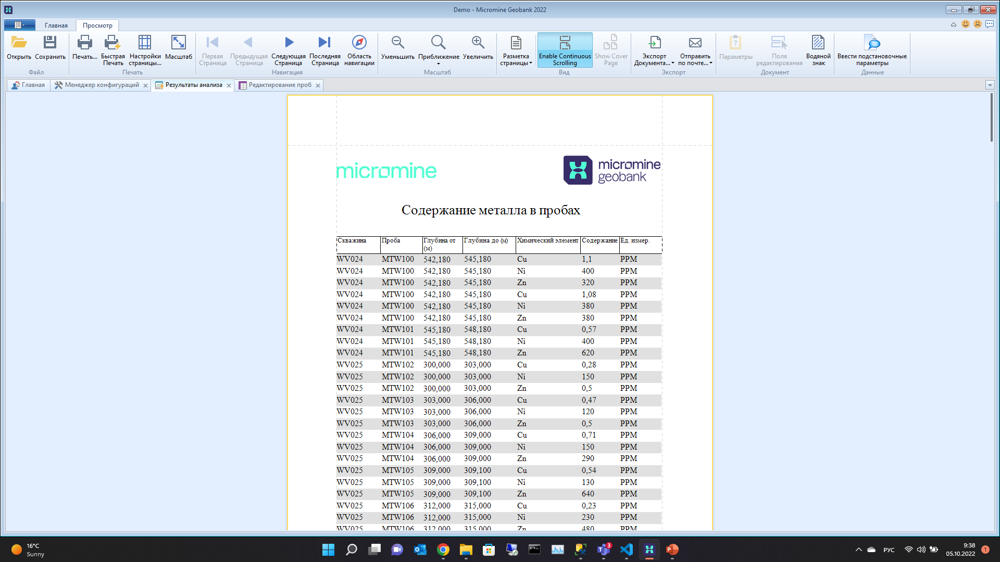 Demo - Micromine Geobank 2022
Главная
Просмотр
Открыть
Сохранить
Печать...
Быстрая Печать
Настройки страницы...
Масштаб
Первая Страница
Предыдущая Страница
Следующая Страница
Последняя Страница
Область навигации
Уменьшить
Приближение
Увеличить
Разметка страницы
Enable Continuous Scrolling
Show Cover Page
Экспорт Документа...
Отправить по почте...
Параметры
Поля редактирования
Водяной знак
Ввести подстановочные параметры
Файл
Печать
Навигация
Масштаб
Вид
Экспорт
Документ
Данные
Главная
Менеджер конфигураций
Результаты анализа
Редактирование проб
micromine
micromine
geobank
Содержание металла в пробах
Скважина Проба Глубина от (м) Глубина до (м) Химический элемент Содержание Ед. измер.
WV024 MTW100 542,180 545,180 Cu 1,1 PPM
WV024 MTW100 542,180 545,180 Ni 400 PPM
WV024 MTW100 542,180 545,180 Zn 320 PPM
WV024 MTW100 542,180 545,180 Cu 1,08 PPM
WV024 MTW100 542,180 545,180 Ni 380 PPM
WV024 MTW100 542,180 545,180 Zn 380 PPM
WV024 MTW101 545,180 548,180 Cu 0,57 PPM
WV024 MTW101 545,180 548,180 Ni 400 PPM
WV024 MTW101 545,180 548,180 Zn 620 PPM
WV025 MTW102 300,000 303,000 Cu 0,28 PPM
WV025 MTW102 300,000 303,000 Ni 150 PPM
WV025 MTW102 300,000 303,000 Zn 0,5 PPM
WV025 MTW103 303,000 306,000 Cu 0,47 PPM
WV025 MTW103 303,000 306,000 Ni 120 PPM
WV025 MTW103 303,000 306,000 Zn 0,5 PPM
WV025 MTW104 306,000 309,000 Cu 0,71 PPM
WV025 MTW104 306,000 309,000 Ni 150 PPM
WV025 MTW104 306,000 309,000 Zn 290 PPM
WV025 MTW105 309,000 309,100 Cu 0,54 PPM
WV025 MTW105 309,000 309,100 Ni 130 PPM
WV025 MTW105 309,000 309,100 Zn 640 PPM
WV025 MTW106 312,000 315,000 Cu 0,23 PPM
WV025 MTW106 312,000 315,000 Ni 230 PPM
WV025 MTW106 312,000 315,000 Zn 480 PPM
16°C
Sunny
3
P
РУС
9:38
05.10.2022
1